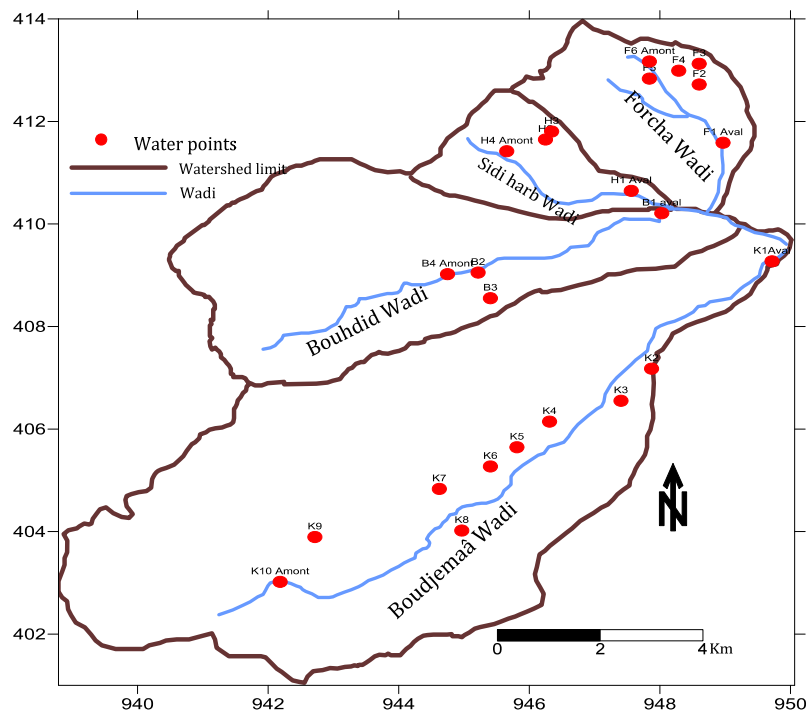 414
412
410
408
406
404
402
940
942
944
946
948
950
Water points
Watershed limit
Wadi
F6 Amont
F5
F4
F3
F2
F1 Aval
Forcha Wadi
H3
H4 Amont
H1 Aval
Sidi harb Wadi
B1 aval
B4 Amont
B2
B3
Bouhdid Wadi
K1Aval
K2
K3
K4
K5
K6
K7
K8
K9
K10 Amont
Boudjemaâ Wadi
N
0
2
4 Km